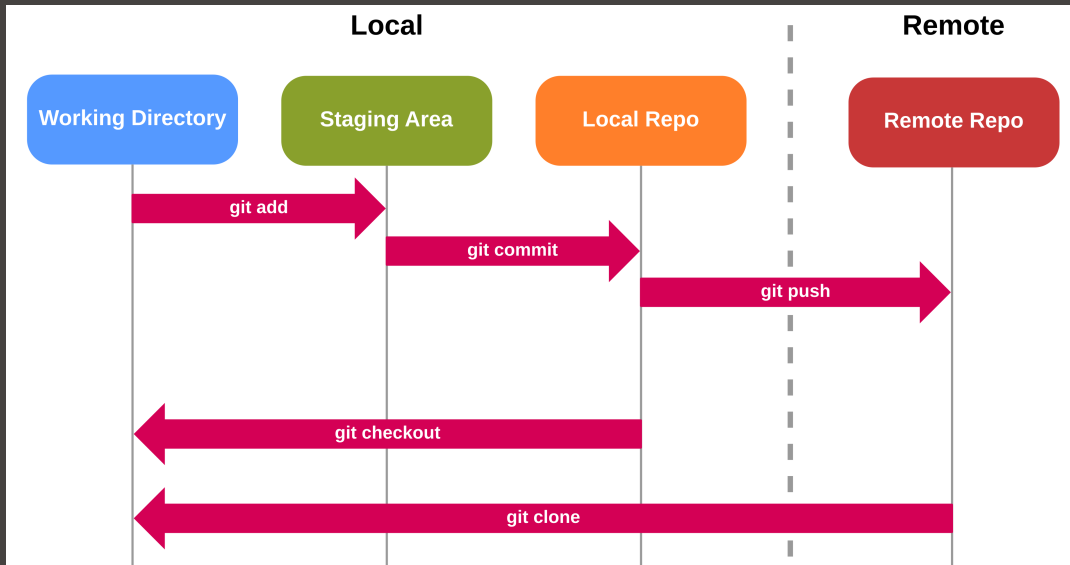 Local
Remote
Working Directory
Staging Area
Local Repo
Remote Repo
git add
git commit
git push
git checkout
git clone